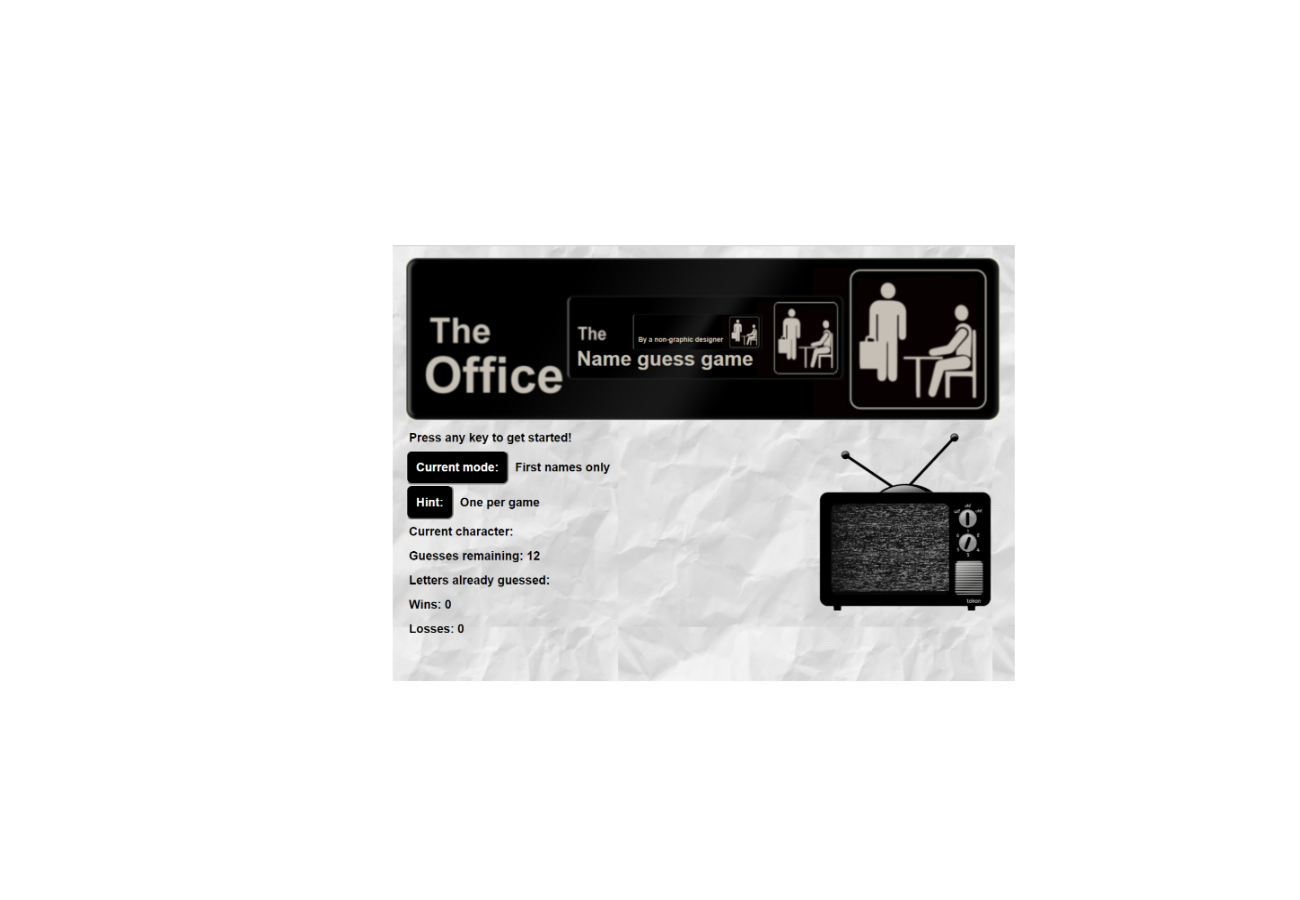 The
Office
The
Name guess game
By a non-graphic designer
Press any key to get started!
Current mode: First names only
Hint: One per game
Current character:
Guesses remaining: 12
Letters already guessed:
Wins: 0
Losses: 0